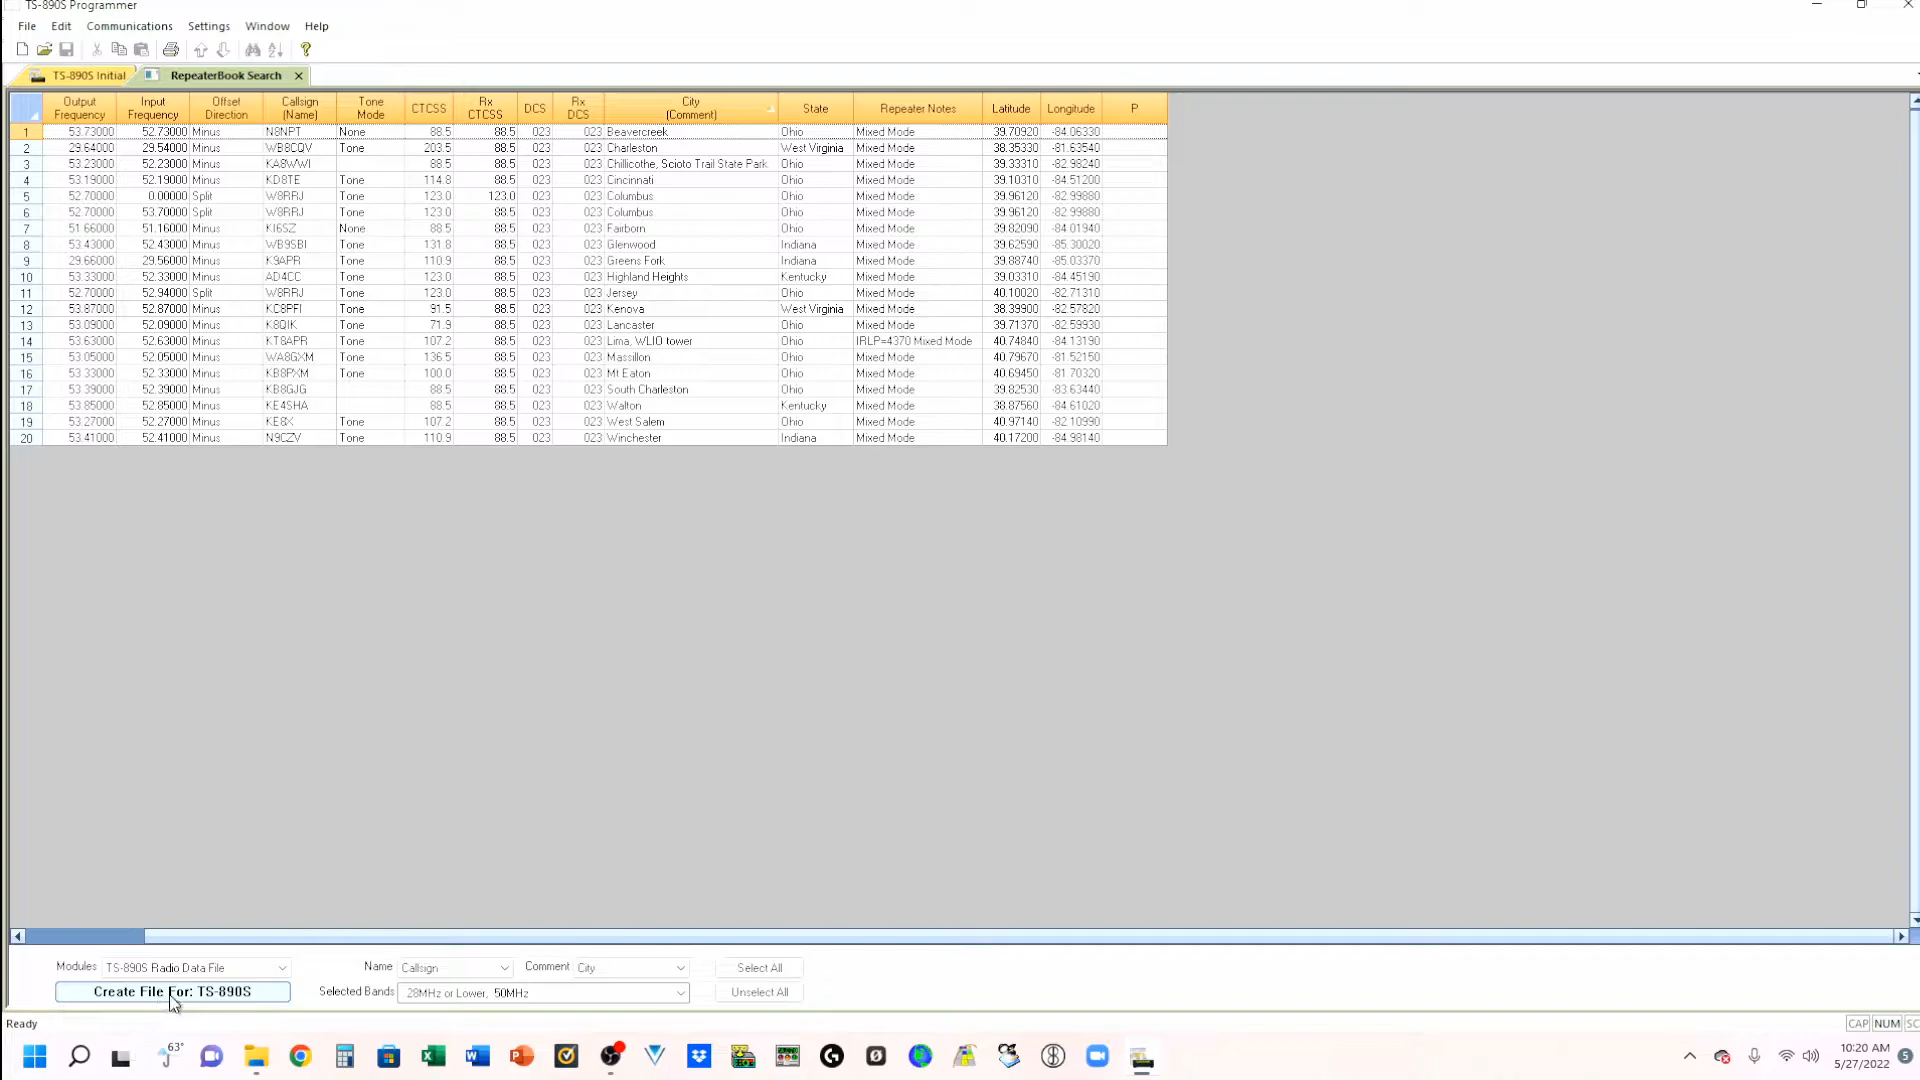 TS-890S Programmer
File Edit Communications Settings Window Help
TS-890S Initial RepeaterBook Search
Output Frequency Input Frequency Offset Direction Callsign (Name) Tone Mode CTCSS Rx CTCSS DCS Rx DCS City (Comment) State Repeater Notes Latitude Longitude P
1 53.73000 52.73000 Minus N8NPT None 88.5 88.5 023 023 Beavercreek Ohio Mixed Mode 39.70920 -84.06330
2 29.64000 29.54000 Minus WB8CQV Tone 203.5 88.5 023 023 Charleston West Virginia Mixed Mode 38.35330 -81.63540
3 53.23000 52.23000 Minus KA8WWI 88.5 88.5 023 023 Chillicothe, Scioto Trail State Park Ohio Mixed Mode 39.33310 -82.98240
4 53.19000 52.19000 Minus KD8TE Tone 114.8 88.5 023 023 Cincinnati Ohio Mixed Mode 39.10310 -84.51200
5 52.70000 0.00000 Split W8RRJ Tone 123.0 123.0 023 023 Columbus Ohio Mixed Mode 39.96120 -82.99880
6 52.70000 53.70000 Split W8RRJ Tone 123.0 88.5 023 023 Columbus Ohio Mixed Mode 39.96120 -82.99880
7 51.66000 51.16000 Minus KI6SZ None 88.5 88.5 023 023 Fairborn Ohio Mixed Mode 39.82090 -84.01940
8 53.43000 52.43000 Minus WB9SBI Tone 131.8 88.5 023 023 Glenwood Indiana Mixed Mode 39.62590 -85.30020
9 29.66000 29.56000 Minus K9APR Tone 110.9 88.5 023 023 Greens Fork Indiana Mixed Mode 39.88740 -85.03370
10 53.33000 52.33000 Minus AD4CC Tone 123.0 88.5 023 023 Highland Heights Kentucky Mixed Mode 39.03310 -84.45190
11 52.70000 52.94000 Split W8RRJ Tone 123.0 88.5 023 023 Jersey Ohio Mixed Mode 40.10020 -82.71310
12 53.87000 52.87000 Minus KC8PFI Tone 91.5 88.5 023 023 Kenova West Virginia Mixed Mode 38.39900 -82.57820
13 53.09000 52.09000 Minus K8QIK Tone 71.9 88.5 023 023 Lancaster Ohio Mixed Mode 39.71370 -82.59930
14 53.63000 52.63000 Minus KT8APR Tone 107.2 88.5 023 023 Lima, WLIO tower Ohio IRLP=4370 Mixed Mode 40.74840 -84.13190
15 53.05000 52.05000 Minus WA8GXM Tone 136.5 88.5 023 023 Massillon Ohio Mixed Mode 40.79670 -81.52150
16 53.33000 52.33000 Minus KB8PXM Tone 100.0 88.5 023 023 Mt Eaton Ohio Mixed Mode 40.69450 -81.70320
17 53.39000 52.39000 Minus KB8GJG 88.5 88.5 023 023 South Charleston Ohio Mixed Mode 39.82530 -83.63440
18 53.85000 52.85000 Minus KE4SHA 88.5 88.5 023 023 Walton Kentucky Mixed Mode 38.87560 -84.61020
19 53.27000 52.27000 Minus KE8X Tone 107.2 88.5 023 023 West Salem Ohio Mixed Mode 40.97140 -82.10990
20 53.41000 52.41000 Minus N9CZV Tone 110.9 88.5 023 023 Winchester Indiana Mixed Mode 40.17200 -84.98140
Modules TS-890S Radio Data File Name Callsign Comment City Select All
Create File For: TS-890S Selected Bands 28MHz or Lower, 50MHz Unselect All
Ready CAP NUM SC
63° 10:20 AM
5/27/2022 5